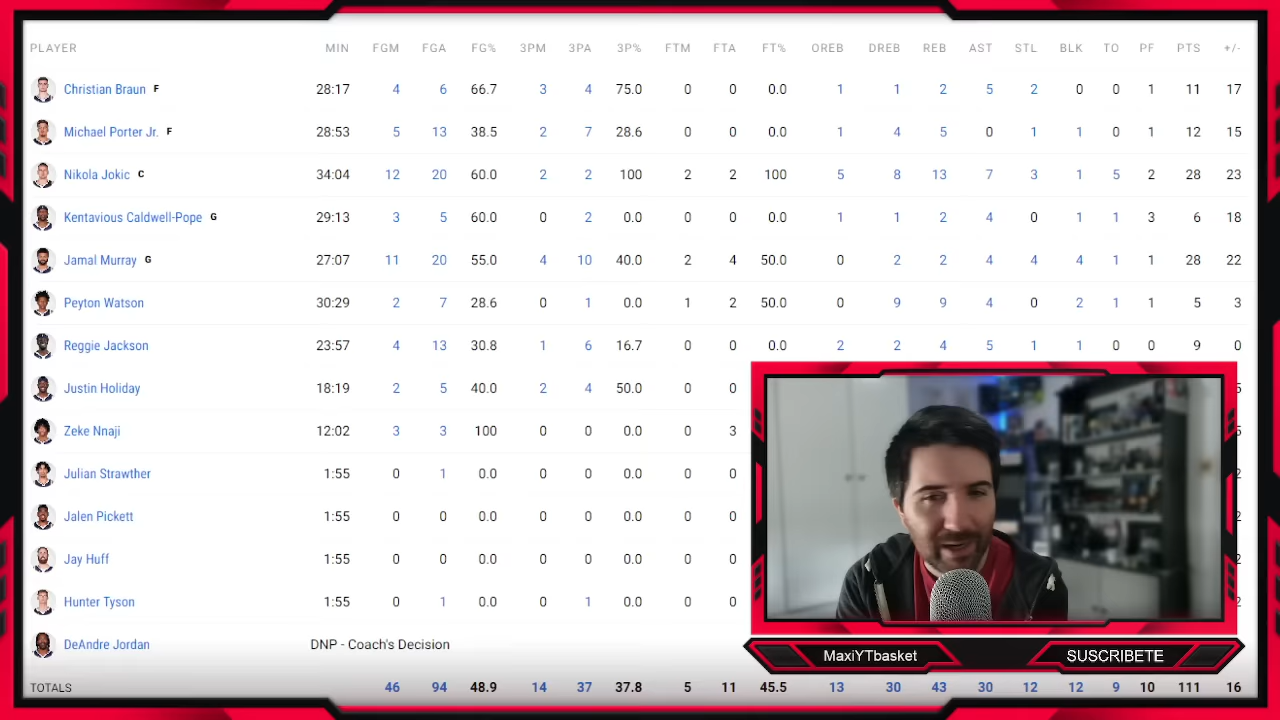 PLAYER MIN FGM FGA FG% 3PM 3PA 3P% FTM FTA FT% OREB DREB REB AST STL BLK TO PF PTS +/-
Christian Braun F 28:17 4 6 66.7 3 4 75.0 0 0 0.0 1 1 2 5 2 0 0 1 11 17
Michael Porter Jr. F 28:53 5 13 38.5 2 7 28.6 0 0 0.0 1 4 5 0 1 1 0 1 12 15
Nikola Jokic C 34:04 12 20 60.0 2 2 100 2 2 100 5 8 13 7 3 1 5 2 28 23
Kentavious Caldwell-Pope G 29:13 3 5 60.0 0 2 0.0 0 0 0.0 1 1 2 4 0 1 1 3 6 18
Jamal Murray G 27:07 11 20 55.0 4 10 40.0 2 4 50.0 0 2 2 4 4 4 1 1 28 22
Peyton Watson 30:29 2 7 28.6 0 1 0.0 1 2 50.0 0 9 9 4 0 2 1 1 5 3
Reggie Jackson 23:57 4 13 30.8 1 6 16.7 0 0 0.0 2 2 4 5 1 1 0 0 9 0
Justin Holiday 18:19 2 5 40.0 2 4 50.0 0 0
Zeke Nnaji 12:02 3 3 100 0 0 0.0 0 3
Julian Strawther 1:55 0 1 0.0 0 0 0.0 0 0
Jalen Pickett 1:55 0 0 0.0 0 0 0.0 0 0
Jay Huff 1:55 0 0 0.0 0 0 0.0 0 0
Hunter Tyson 1:55 0 1 0.0 0 1 0.0 0 0
DeAndre Jordan DNP - Coach's Decision
MaxiYTbasket SUSCRIBETE
TOTALS 46 94 48.9 14 37 37.8 5 11 45.5 13 30 43 30 12 12 9 10 111 16